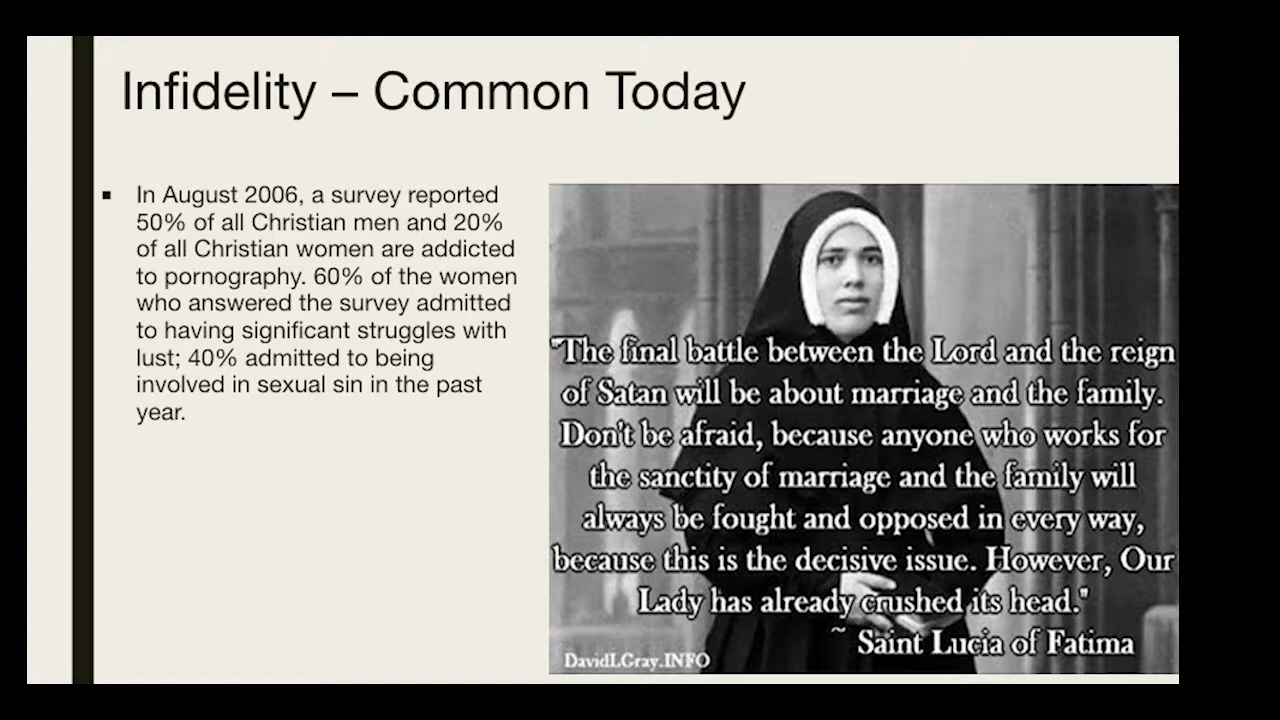 Infidelity – Common Today
▪ In August 2006, a survey reported
50% of all Christian men and 20%
of all Christian women are addicted
to pornography. 60% of the women
who answered the survey admitted
to having significant struggles with
lust; 40% admitted to being
involved in sexual sin in the past
year.
"The final battle between the Lord and the reign
of Satan will be about marriage and the family.
Don't be afraid, because anyone who works for
the sanctity of marriage and the family will
always be fought and opposed in every way,
because this is the decisive issue. However, Our
Lady has already crushed its head."
~ Saint Lucia of Fatima
DavidLGray.INFO